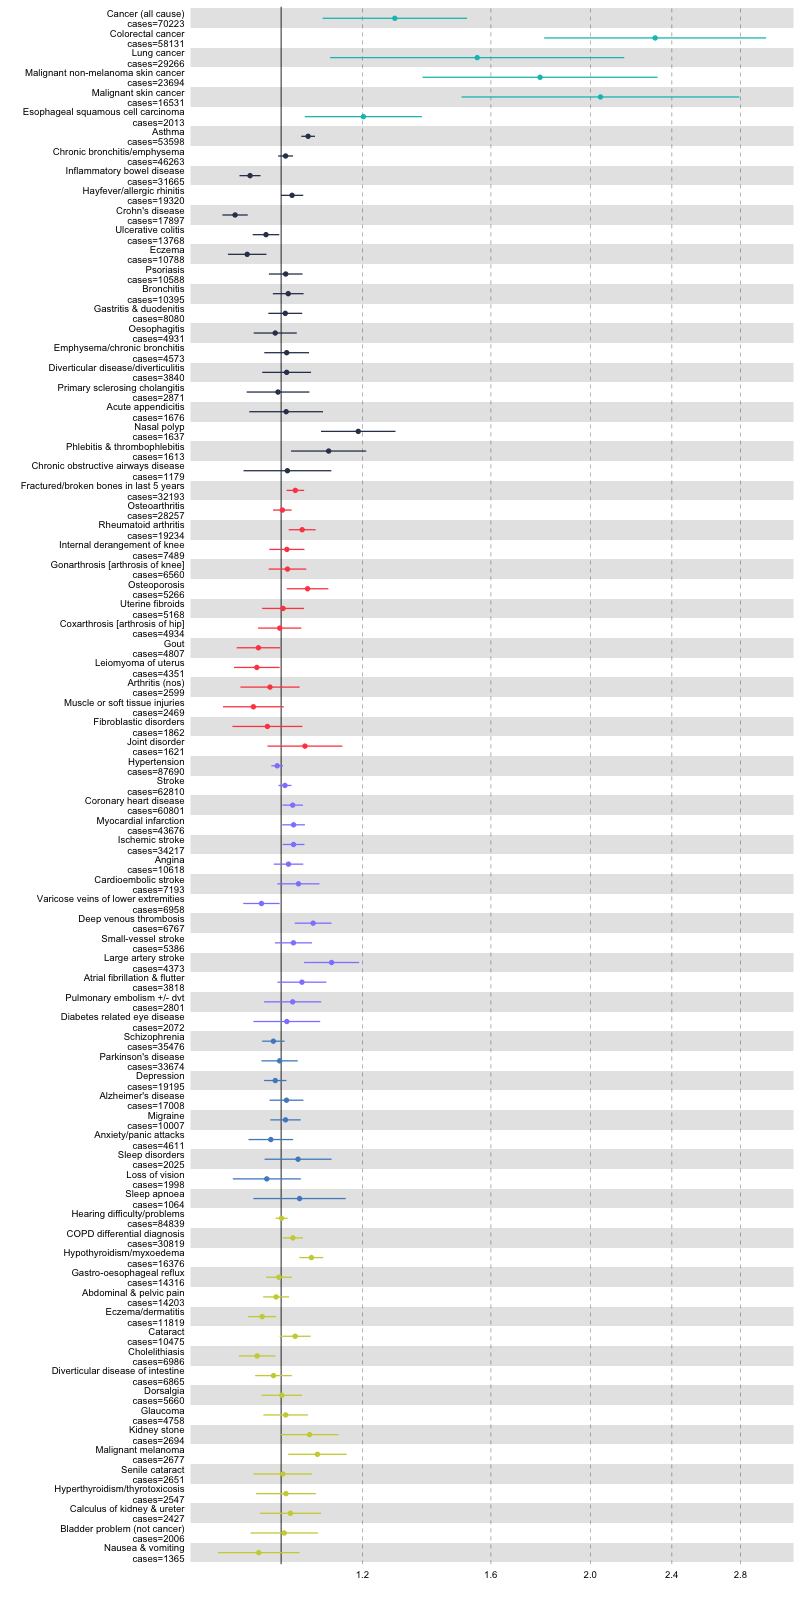 Cancer (all cause)
cases=70223
Colorectal cancer
cases=58131
Lung cancer
cases=29266
Malignant non-melanoma skin cancer
cases=23694
Malignant skin cancer
cases=16531
Esophageal squamous cell carcinoma
cases=2013
Asthma
cases=53598
Chronic bronchitis/emphysema
cases=46263
Inflammatory bowel disease
cases=31665
Hayfever/allergic rhinitis
cases=19320
Crohn's disease
cases=17897
Ulcerative colitis
cases=13768
Eczema
cases=10788
Psoriasis
cases=10588
Bronchitis
cases=10395
Gastritis & duodenitis
cases=8080
Oesophagitis
cases=4931
Emphysema/chronic bronchitis
cases=4573
Diverticular disease/diverticulitis
cases=3840
Primary sclerosing cholangitis
cases=2871
Acute appendicitis
cases=1676
Nasal polyp
cases=1637
Phlebitis & thrombophlebitis
cases=1613
Chronic obstructive airways disease
cases=1179
Fractured/broken bones in last 5 years
cases=32193
Osteoarthritis
cases=28257
Rheumatoid arthritis
cases=19234
Internal derangement of knee
cases=7489
Gonarthrosis [arthrosis of knee]
cases=6560
Osteoporosis
cases=5266
Uterine fibroids
cases=5168
Coxarthrosis [arthrosis of hip]
cases=4934
Gout
cases=4807
Leiomyoma of uterus
cases=4351
Arthritis (nos)
cases=2599
Muscle or soft tissue injuries
cases=2469
Fibroblastic disorders
cases=1862
Joint disorder
cases=1621
Hypertension
cases=87690
Stroke
cases=62810
Coronary heart disease
cases=60801
Myocardial infarction
cases=43676
Ischemic stroke
cases=34217
Angina
cases=10618
Cardioembolic stroke
cases=7193
Varicose veins of lower extremities
cases=6958
Deep venous thrombosis
cases=6767
Small-vessel stroke
cases=5386
Large artery stroke
cases=4373
Atrial fibrillation & flutter
cases=3818
Pulmonary embolism +/- dvt
cases=2801
Diabetes related eye disease
cases=2072
Schizophrenia
cases=35476
Parkinson's disease
cases=33674
Depression
cases=19195
Alzheimer's disease
cases=17008
Migraine
cases=10007
Anxiety/panic attacks
cases=4611
Sleep disorders
cases=2025
Loss of vision
cases=1998
Sleep apnoea
cases=1064
Hearing difficulty/problems
cases=84839
COPD differential diagnosis
cases=30819
Hypothyroidism/myxoedema
cases=16376
Gastro-oesophageal reflux
cases=14316
Abdominal & pelvic pain
cases=14203
Eczema/dermatitis
cases=11819
Cataract
cases=10475
Cholelithiasis
cases=6986
Diverticular disease of intestine
cases=6865
Dorsalgia
cases=5660
Glaucoma
cases=4758
Kidney stone
cases=2694
Malignant melanoma
cases=2677
Senile cataract
cases=2651
Hyperthyroidism/thyrotoxicosis
cases=2547
Calculus of kidney & ureter
cases=2427
Bladder problem (not cancer)
cases=2006
Nausea & vomiting
cases=1365
1.2 1.6 2.0 2.4 2.8